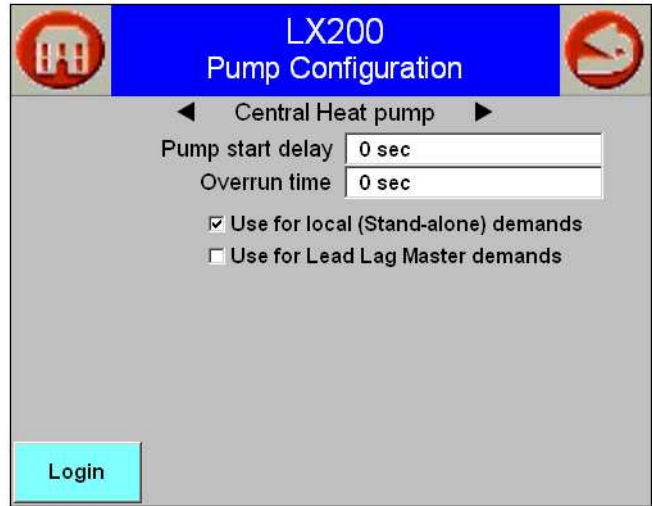 LX200
Pump Configuration
Central Heat pump
Pump start delay 0 sec
Overrun time 0 sec
Use for local (Stand-alone) demands
Use for Lead Lag Master demands
Login